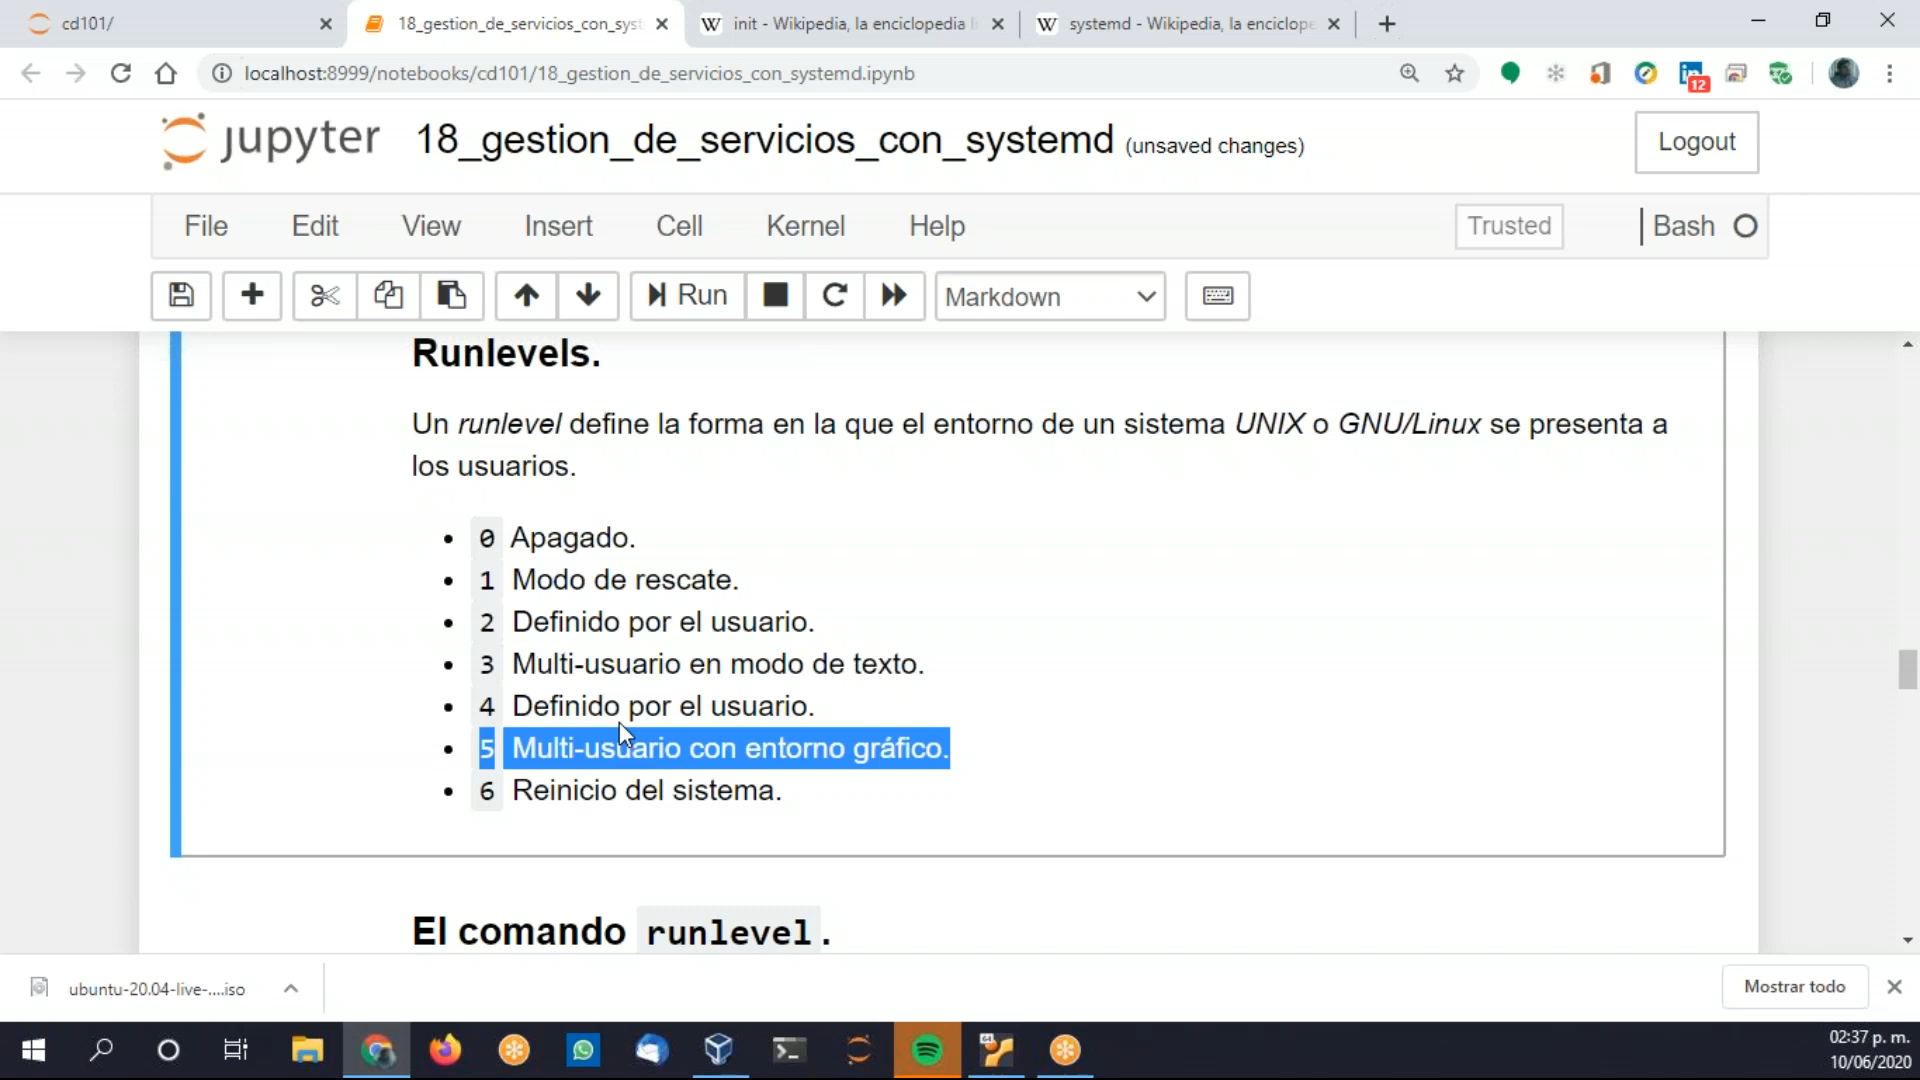 cd101/
18_gestion_de_servicios_con_syst
init - Wikipedia, la enciclopedia li
systemd - Wikipedia, la enciclope
localhost:8999/notebooks/cd101/18_gestion_de_servicios_con_systemd.ipynb
12
jupyter 18_gestion_de_servicios_con_systemd (unsaved changes)
Logout
File Edit View Insert Cell Kernel Help Trusted Bash
Run Markdown
Runlevels.
Un runlevel define la forma en la que el entorno de un sistema UNIX o GNU/Linux se presenta a
los usuarios.
• 0 Apagado.
• 1 Modo de rescate.
• 2 Definido por el usuario.
• 3 Multi-usuario en modo de texto.
• 4 Definido por el usuario.
• 5 Multi-usuario con entorno gráfico.
• 6 Reinicio del sistema.
El comando runlevel.
ubuntu-20.04-live-....iso
Mostrar todo
64
02:37 p. m.
10/06/2020